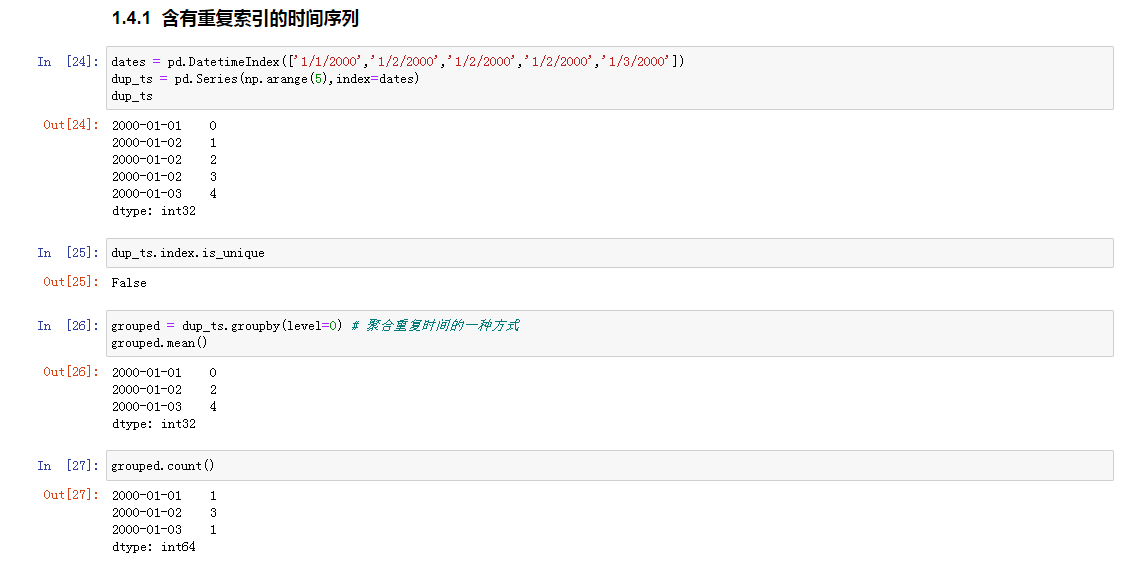 1.4.1 含有重复索引的时间序列
In [24]: dates = pd.DatetimeIndex(['1/1/2000','1/2/2000','1/2/2000','1/2/2000','1/3/2000'])
dup_ts = pd.Series(np.arange(5),index=dates)
dup_ts
Out[24]: 2000-01-01    0
2000-01-02    1
2000-01-02    2
2000-01-02    3
2000-01-03    4
dtype: int32
In [25]: dup_ts.index.is_unique
Out[25]: False
In [26]: grouped = dup_ts.groupby(level=0) # 聚合重复时间的一种方式
grouped.mean()
Out[26]: 2000-01-01    0
2000-01-02    2
2000-01-03    4
dtype: int32
In [27]: grouped.count()
Out[27]: 2000-01-01    1
2000-01-02    3
2000-01-03    1
dtype: int64